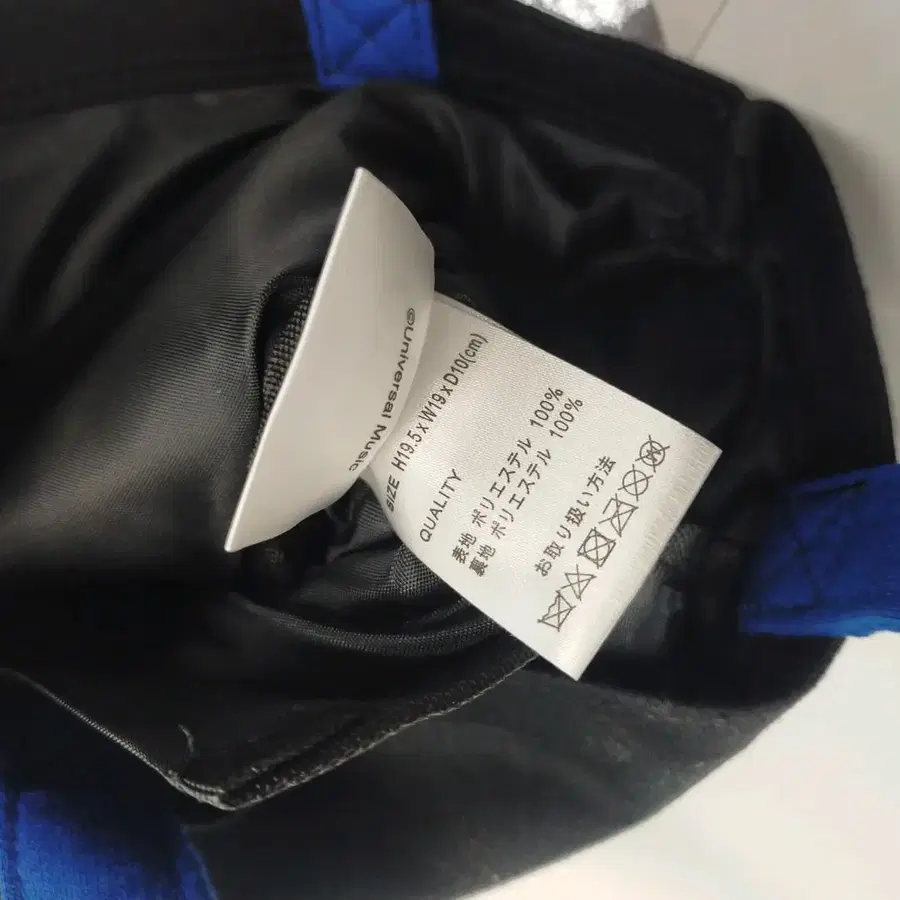 ©Universal Music
SIZE H19.5 x W19 x D10(cm)
QUALITY
表地 ポリエステル 100%
裏地 ポリエステル 100%
お取り扱い方法